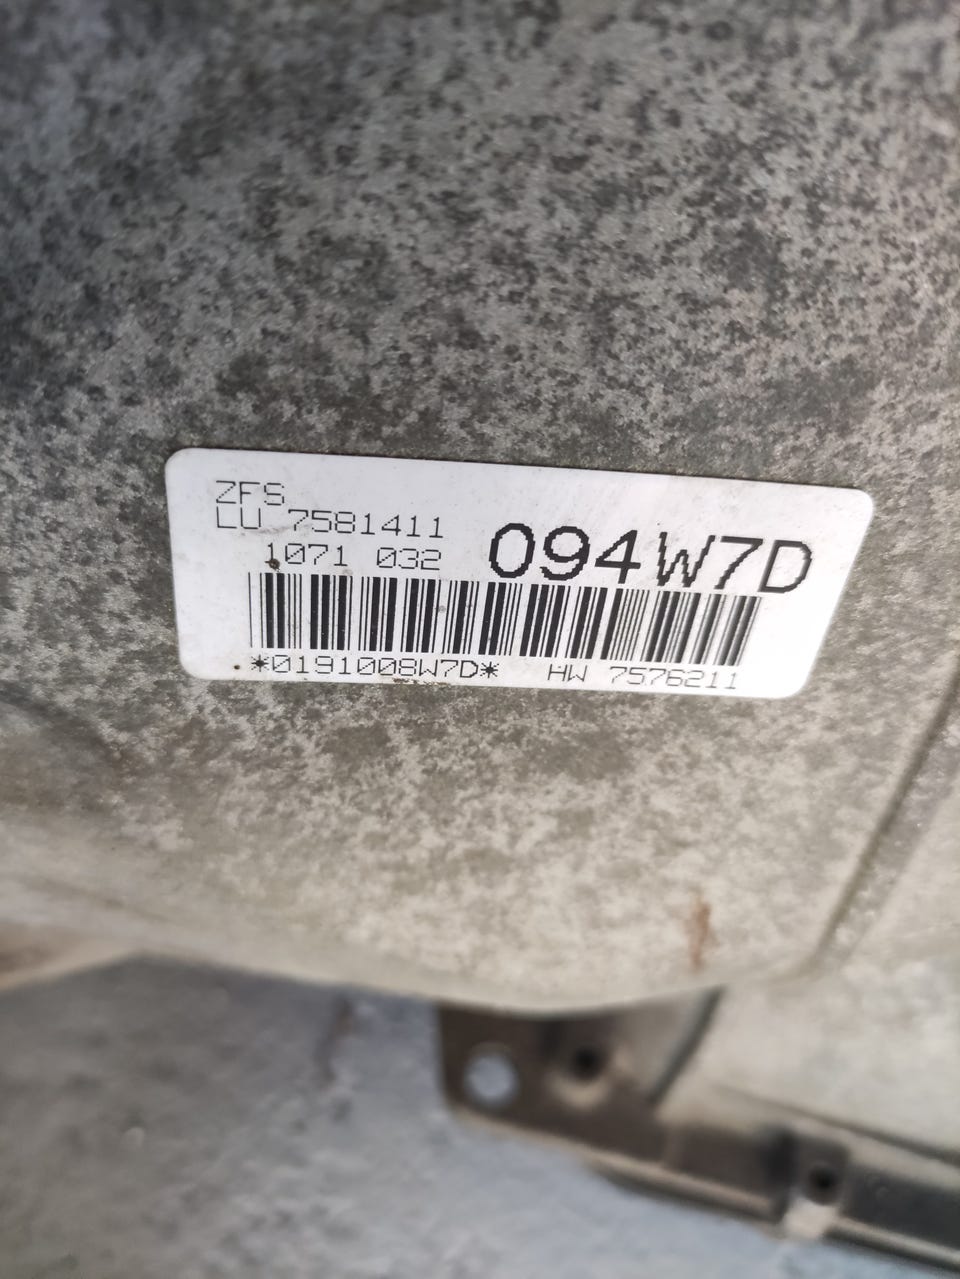 ZFS
LU 7581411
1071 032
094W7D
*0191008W7D* HW 7576211